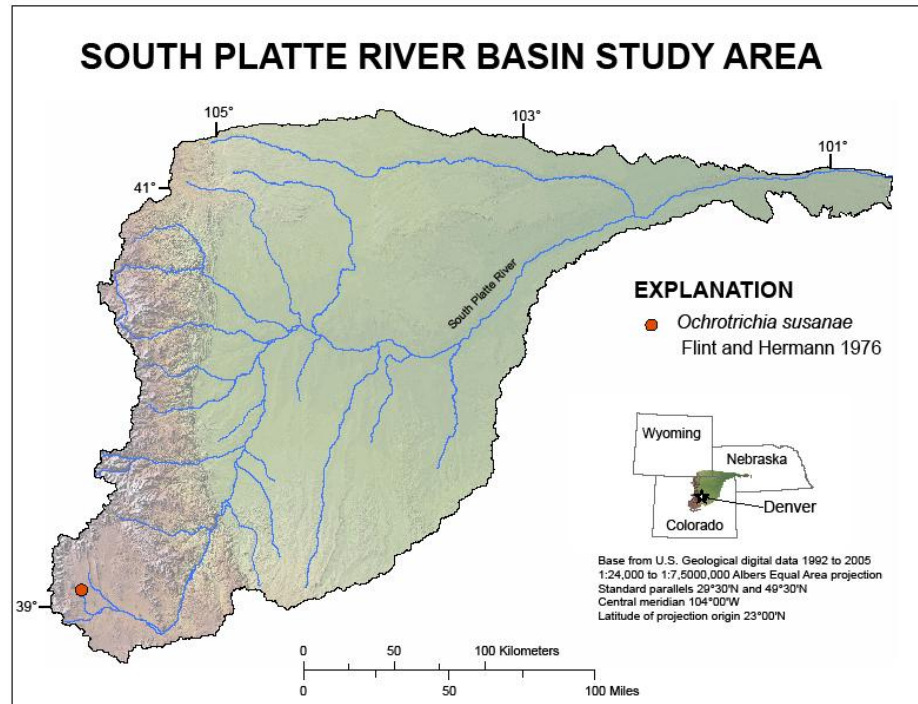 SOUTH PLATTE RIVER BASIN STUDY AREA
105°
103°
101°
41°
South Platte River
EXPLANATION
Ochrotrichia susanae
Flint and Hermann 1976
Wyoming
Nebraska
Denver
Colorado
Base from U.S. Geological digital data 1992 to 2005
1:24,000 to 1:7,5000,000 Albers Equal Area projection
Standard parallels 29°30'N and 49°30'N
Central meridian 104°00'W
Latitude of projection origin 23°00'N
39°
0 50 100 Kilometers
0 50 100 Miles